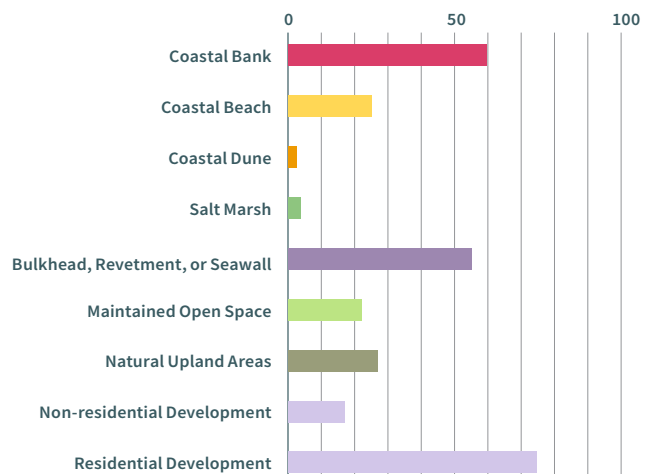 0 50 100
Coastal Bank
Coastal Beach
Coastal Dune
Salt Marsh
Bulkhead, Revetment, or Seawall
Maintained Open Space
Natural Upland Areas
Non-residential Development
Residential Development